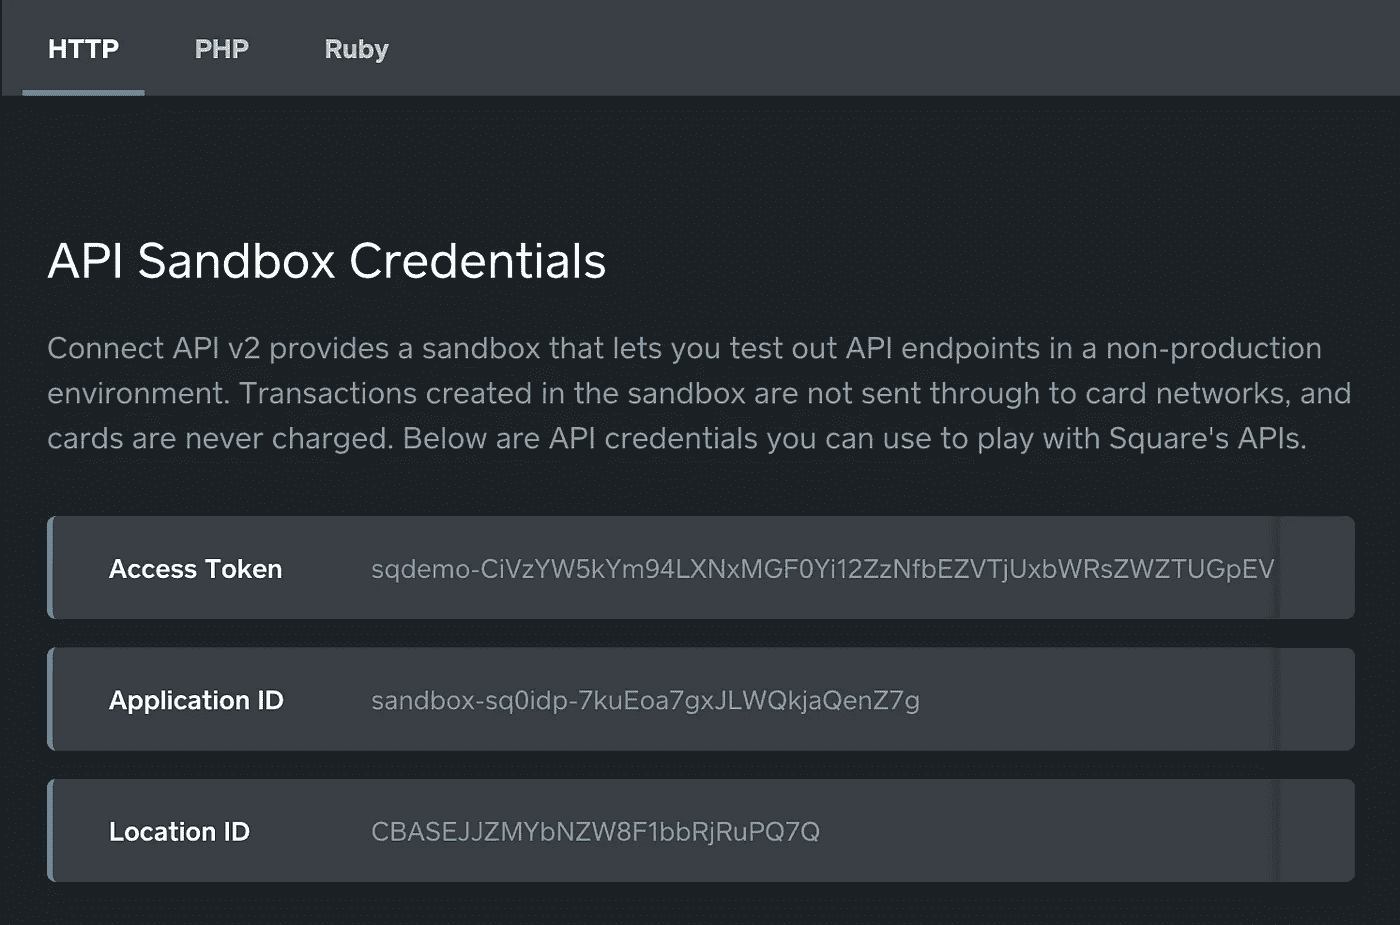 HTTP PHP Ruby
API Sandbox Credentials
Connect API v2 provides a sandbox that lets you test out API endpoints in a non-production
environment. Transactions created in the sandbox are not sent through to card networks, and
cards are never charged. Below are API credentials you can use to play with Square's APIs.
Access Token sqdemo-CiVzYW5kYm94LXNxMGF0Yi12ZzNfbEZVTjUxbWRsZWZTUGpEV
Application ID sandbox-sq0idp-7kuEoa7gxJLWQkjaQenZ7g
Location ID CBASEJJZMYbNZW8F1bbRjRuPQ7Q